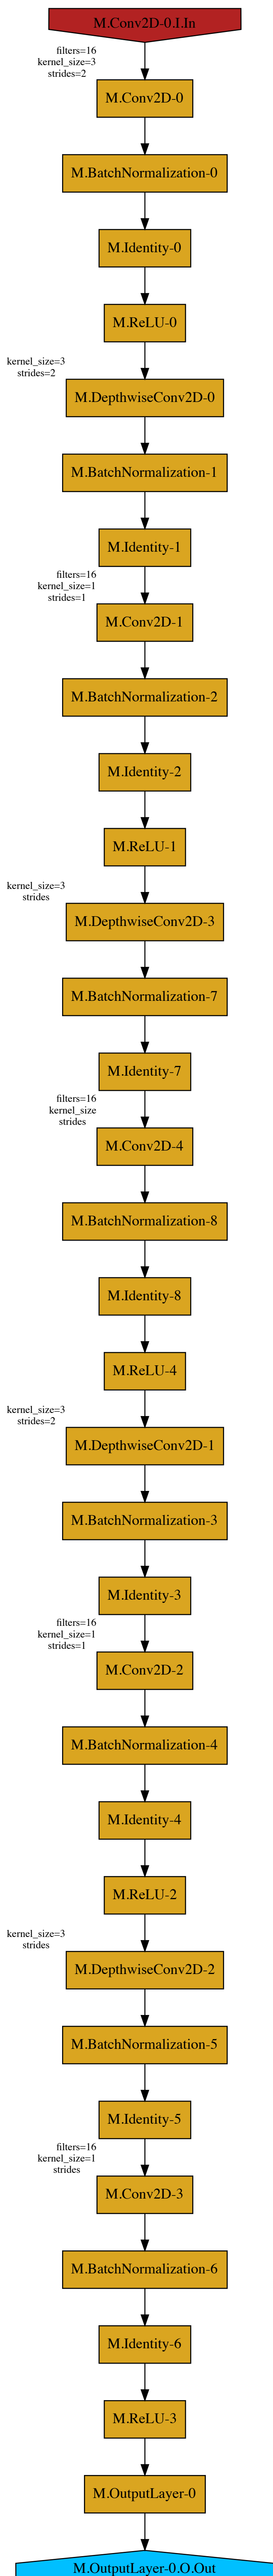 M.Conv2D-0.I.In
filters=16
kernel_size=3
strides=2
M.Conv2D-0
M.BatchNormalization-0
M.Identity-0
M.ReLU-0
kernel_size=3
strides=2
M.DepthwiseConv2D-0
M.BatchNormalization-1
M.Identity-1
filters=16
kernel_size=1
strides=1
M.Conv2D-1
M.BatchNormalization-2
M.Identity-2
M.ReLU-1
kernel_size=3
strides
M.DepthwiseConv2D-3
M.BatchNormalization-7
M.Identity-7
filters=16
kernel_size
strides
M.Conv2D-4
M.BatchNormalization-8
M.Identity-8
M.ReLU-4
kernel_size=3
strides=2
M.DepthwiseConv2D-1
M.BatchNormalization-3
M.Identity-3
filters=16
kernel_size=1
strides=1
M.Conv2D-2
M.BatchNormalization-4
M.Identity-4
M.ReLU-2
kernel_size=3
strides
M.DepthwiseConv2D-2
M.BatchNormalization-5
M.Identity-5
filters=16
kernel_size=1
strides
M.Conv2D-3
M.BatchNormalization-6
M.Identity-6
M.ReLU-3
M.OutputLayer-0
M.OutputLayer-0.O.Out